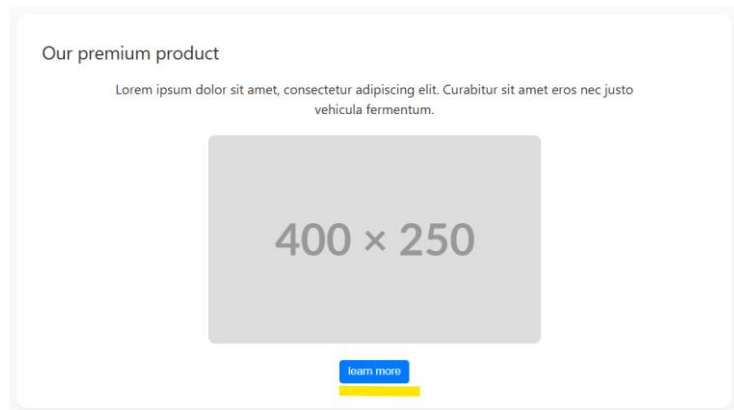 Our premium product
Lorem ipsum dolor sit amet, consectetur adipiscing elit. Curabitur sit amet eros nec justo
vehicula fermentum.
400 × 250
learn more